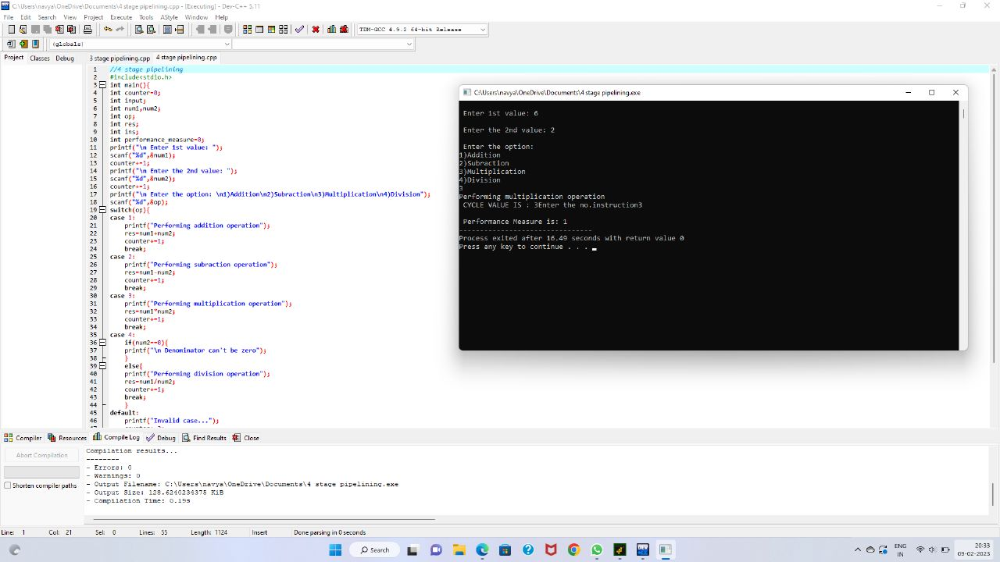 C:\Users\navya\OneDrive\Documents\4 stage pipelining.cpp - [Executing] - Dev-C++ 5.11
File Edit Search View Project Execute Tools AStyle Window Help
TDM-GCC 4.9.2 64-bit Release
(globals)
Project Classes Debug 3 stage pipelining.cpp 4 stage pipelining.cpp
1 //4 stage pipelining
2 #include<stdio.h>
3 int main(){
4 int counter=0;
5 int input;
6 int num1,num2;
7 int op;
8 int res;
9 int ins;
10 int performance_measure=0;
11 printf("\n Enter 1st value: ");
12 scanf("%d",&num1);
13 counter+=1;
14 printf("\n Enter the 2nd value: ");
15 scanf("%d",&num2);
16 counter+=1;
17 printf("\n Enter the option: \n1)Addition\n2)Subraction\n3)Multiplication\n4)Division");
18 scanf("%d",&op);
19 switch(op){
20 case 1:
21 printf("Performing addition operation");
22 res=num1+num2;
23 counter+=1;
24 break;
25 case 2:
26 printf("Performing subraction operation");
27 res=num1-num2;
28 counter+=1;
29 break;
30 case 3:
31 printf("Performing multiplication operation");
32 res=num1*num2;
33 counter+=1;
34 break;
35 case 4:
36 if(num2==0){
37 printf("\n Denominator can't be zero");
38 }
39 else{
40 printf("Performing division operation");
41 res=num1/num2;
42 counter+=1;
43 break;
44 }
45 default:
46 printf("Invalid case...");
C:\Users\navya\OneDrive\Documents\4 stage pipelining.exe
Enter 1st value: 6
Enter the 2nd value: 2
Enter the option:
1)Addition
2)Subraction
3)Multiplication
4)Division
3
Performing multiplication operation
CYCLE VALUE IS : 3Enter the no.instruction3
Performance Measure is: 1
--------------------------------
Process exited after 16.49 seconds with return value 0
Press any key to continue . . .
Compiler Resources Compile Log Debug Find Results Close
Abort Compilation
Shorten compiler paths
Compilation results...
--------
- Errors: 0
- Warnings: 0
- Output Filename: C:\Users\navya\OneDrive\Documents\4 stage pipelining.exe
- Output Size: 128.6240234375 KiB
- Compilation Time: 0.19s
Line: 1 Col: 21 Sel: 0 Lines: 55 Length: 1124 Insert Done parsing in 0 seconds
Search
ENG
IN
20:33
09-02-2023